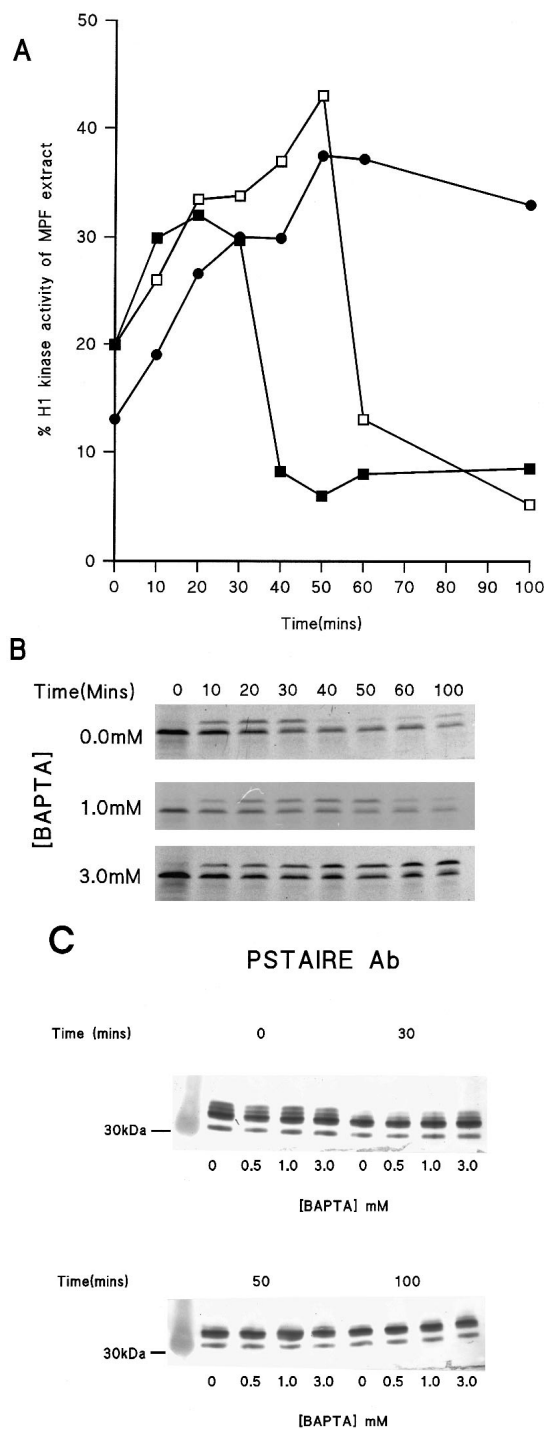 A
50
40
30
20
10
0
% H1 kinase activity of MPF extract
0 10 20 30 40 50 60 70 80 90 100
Time(mins)
B
Time(Mins) 0 10 20 30 40 50 60 100
[BAPTA]
0.0mM
1.0mM
3.0mM
C
PSTAIRE Ab
Time (mins) 0 30
30kDa
0 0.5 1.0 3.0 0 0.5 1.0 3.0
[BAPTA] mM
Time(mins) 50 100
30kDa
0 0.5 1.0 3.0 0 0.5 1.0 3.0
[BAPTA] mM